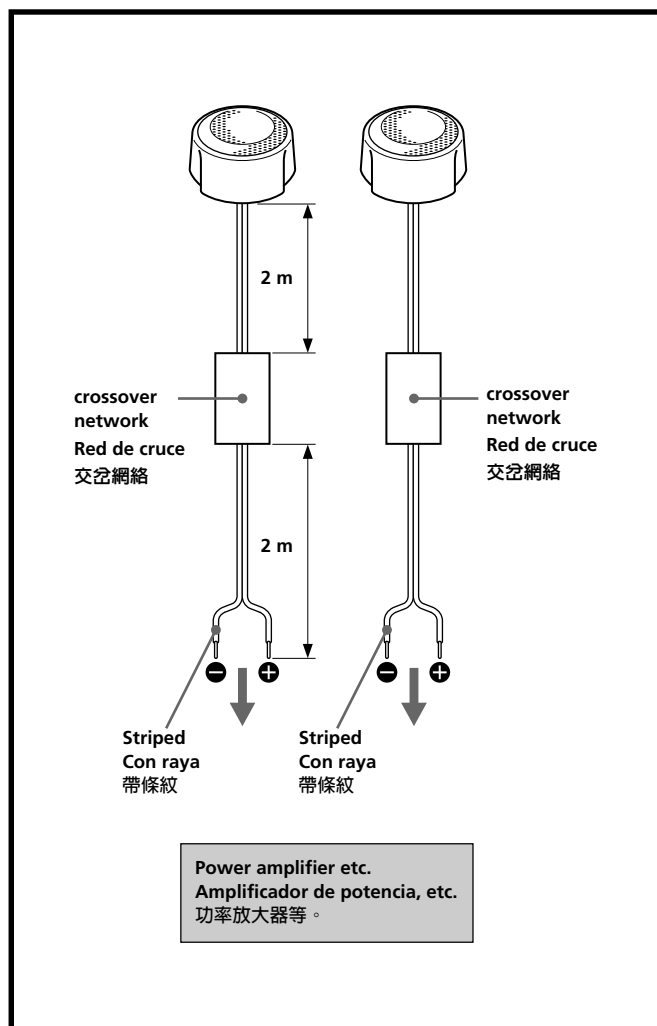 2 m
crossover
network
Red de cruce
交岔網絡
crossover
network
Red de cruce
交岔網絡
2 m
− +
− +
Striped
Con raya
帶條紋
Striped
Con raya
帶條紋
Power amplifier etc.
Amplificador de potencia, etc.
功率放大器等。